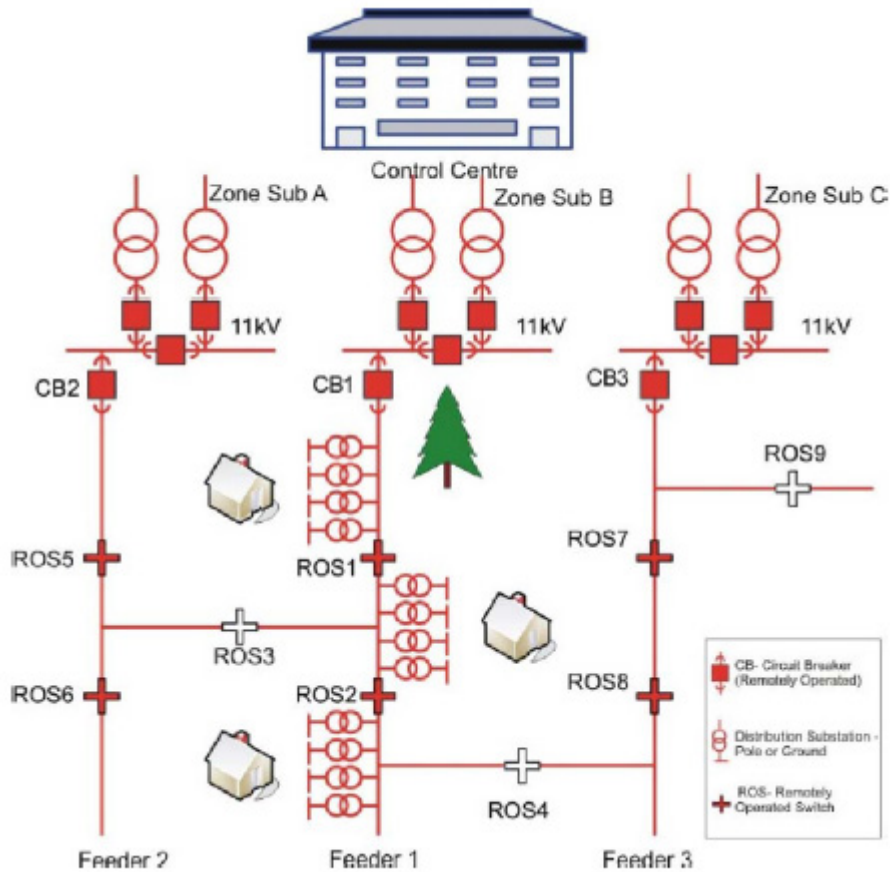 Control Centre
Zone Sub A
Zone Sub B
Zone Sub C
11kV
11kV
11kV
CB2
CB1
CB3
ROS9
ROS5
ROS1
ROS7
ROS3
ROS6
ROS2
ROS8
ROS4
CB- Circuit Breaker
(Remotely Operated)
Distribution Substation -
Pole or Ground
ROS- Remotely
Operated Switch
Feeder 2
Feeder 1
Feeder 3